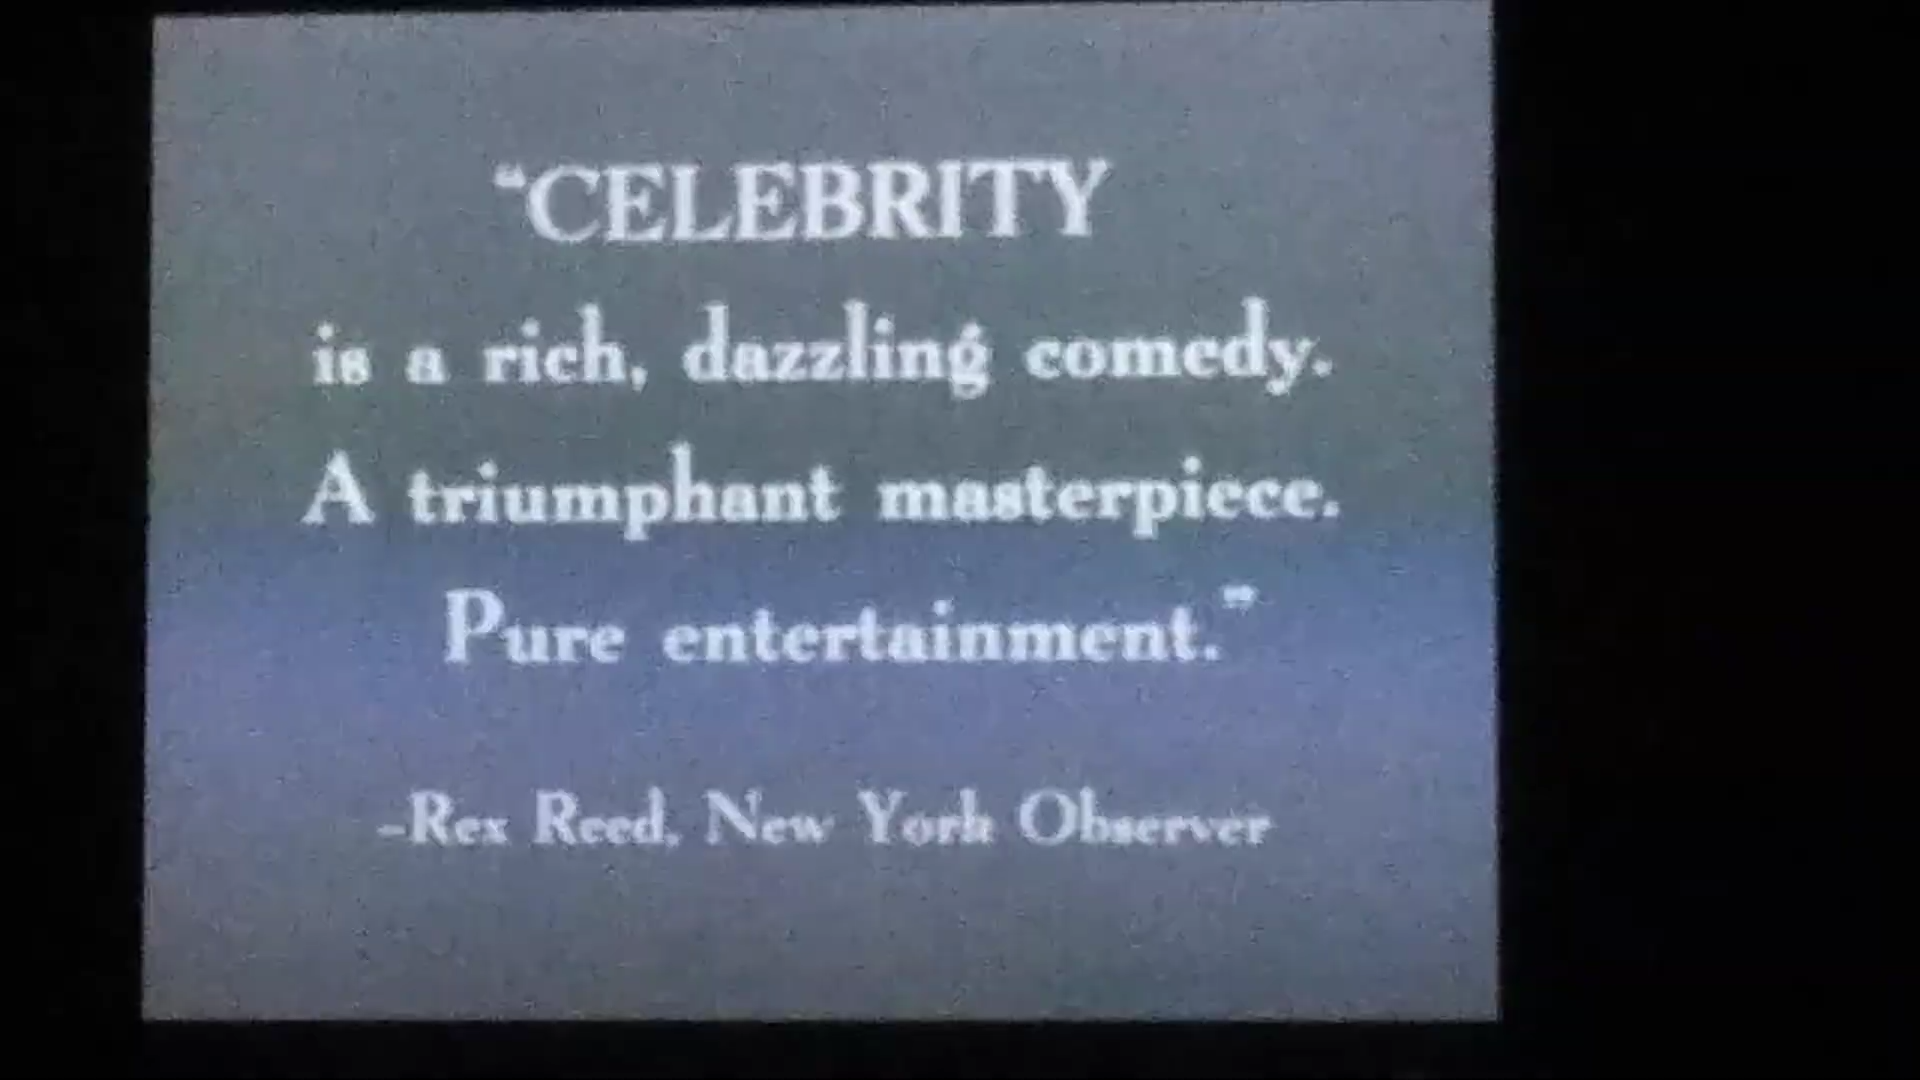 “CELEBRITY
is a rich, dazzling comedy.
A triumphant masterpiece.
Pure entertainment.”
-Rex Reed, New York Observer